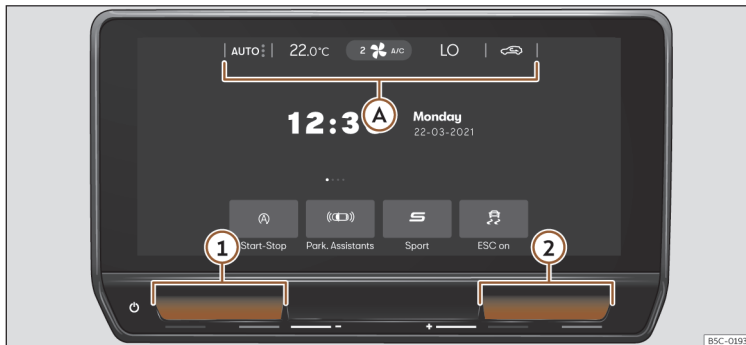 AUTO 22.0°C 2 A/C LO
A
12:3
Monday
22-03-2021
Start-Stop Park. Assistants Sport ESC on
1 2
- +
B5C-0193